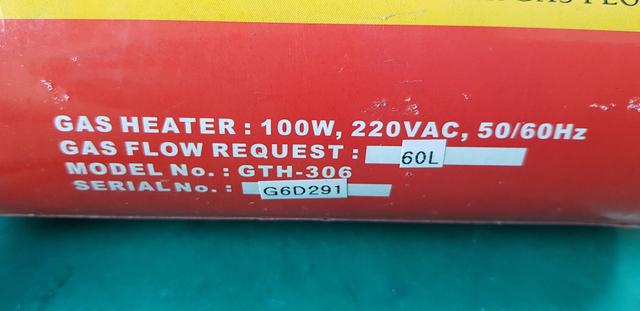 GAS HEATER : 100W, 220VAC, 50/60Hz
GAS FLOW REQUEST : 60L
MODEL No. : GTH-306
SERIAL No. : G6D291